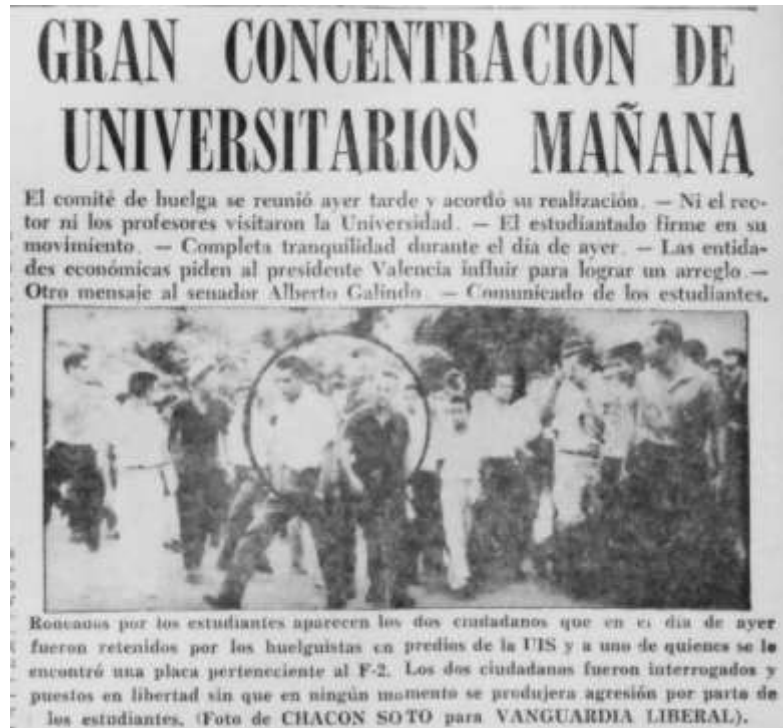 GRAN CONCENTRACION DE
UNIVERSITARIOS MAÑANA
El comité de huelga se reunió ayer tarde y acordó su realización. — Ni el rec-
tor ni los profesores visitaron la Universidad. — El estudiantado firme en su
movimiento. — Completa tranquilidad durante el día de ayer. — Las entida-
des económicas piden al presidente Valencia influir para lograr un arreglo. —
Otro mensaje al senador Alberto Galindo. — Comunicado de los estudiantes.
Rodeados por los estudiantes aparecen los dos ciudadanos que en el día de ayer
fueron retenidos por los huelguistas en predios de la UIS y a uno de quienes se le
encontró una placa perteneciente al F-2. Los dos ciudadanos fueron interrogados y
puestos en libertad sin que en ningún momento se produjera agresión por parte de
los estudiantes. (Foto de CHACON SOTO para VANGUARDIA LIBERAL).